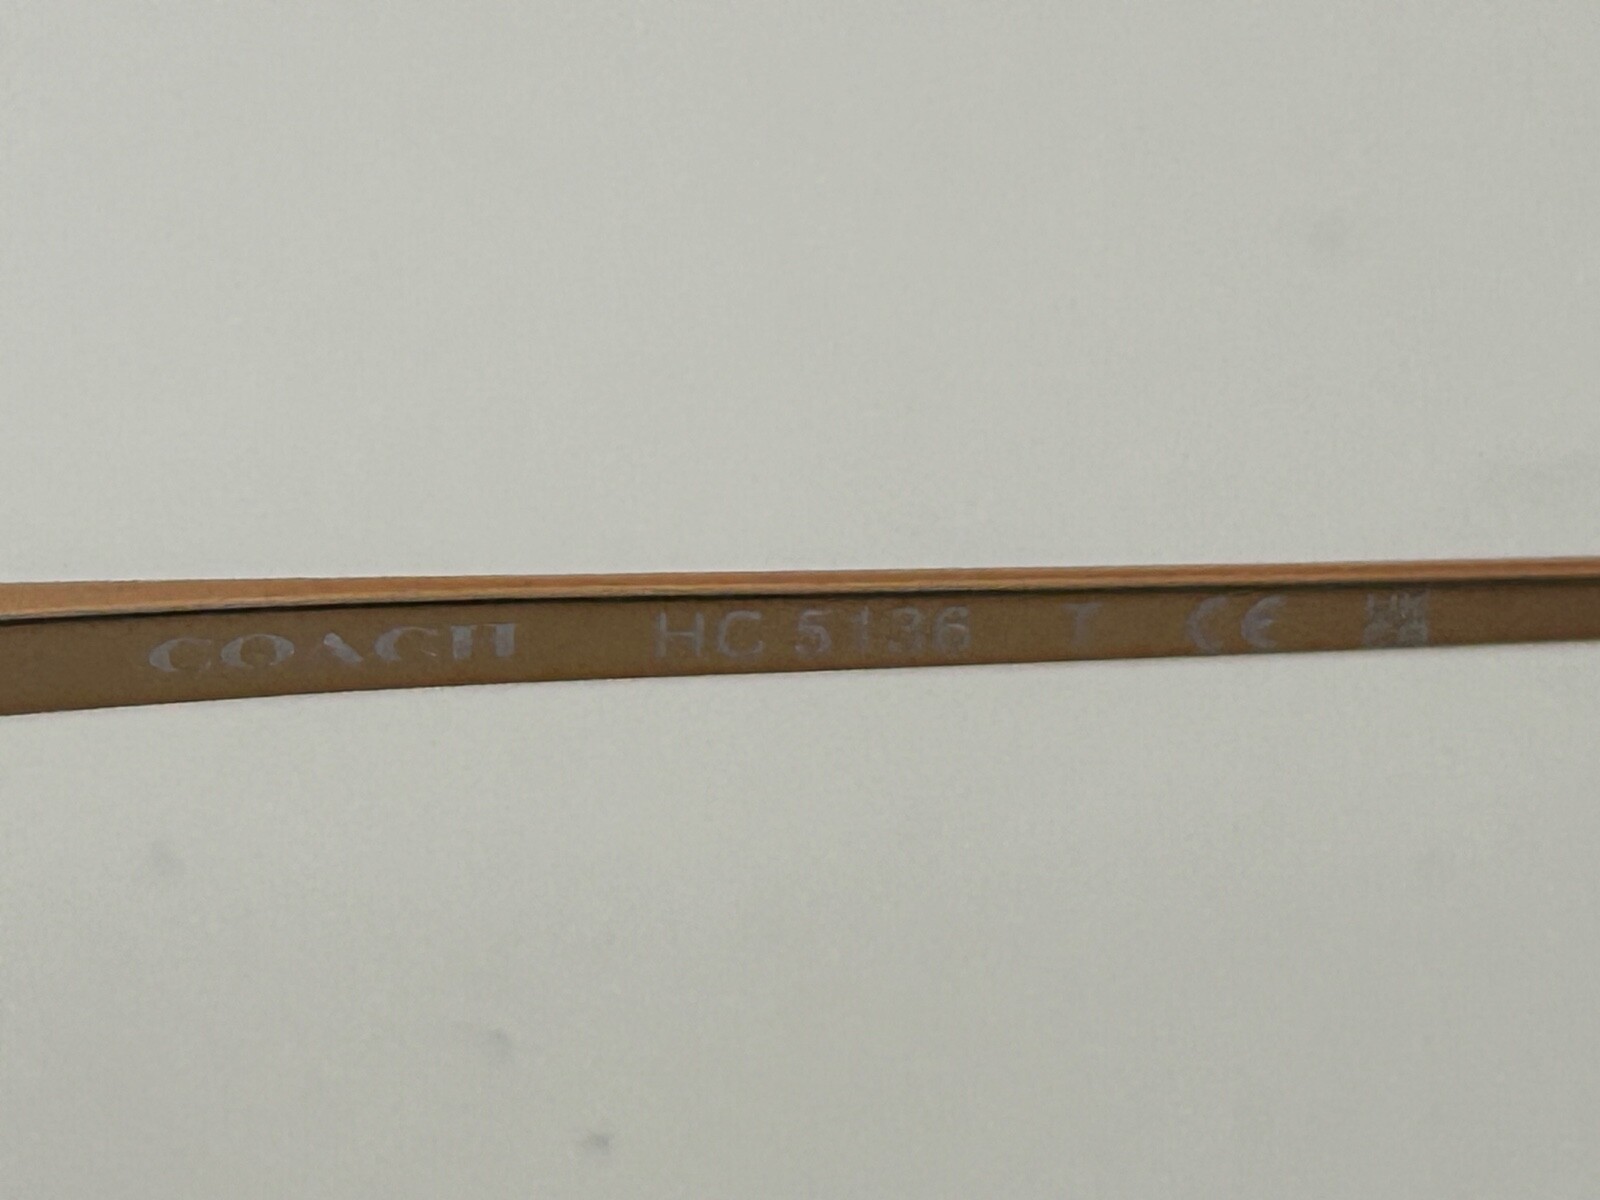 COACH HC 5136 T CE